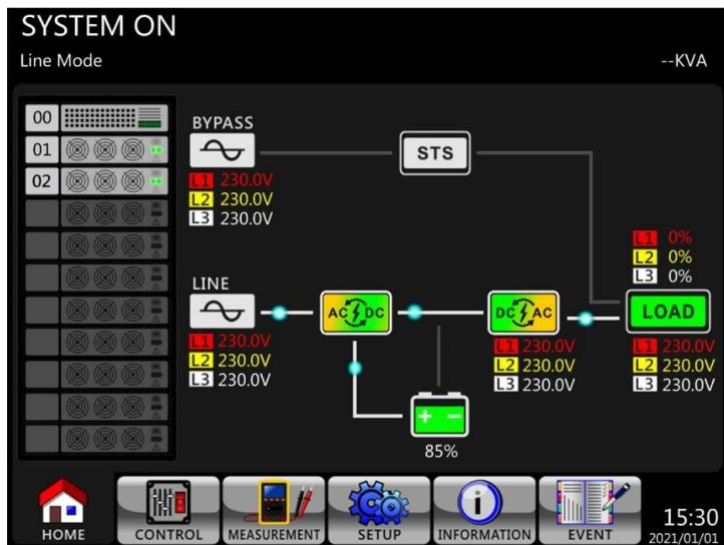 SYSTEM ON
Line Mode
--KVA
00
01
02
BYPASS
L1 230.0V
L2 230.0V
L3 230.0V
STS
L1 0%
L2 0%
L3 0%
LINE
L1 230.0V
L2 230.0V
L3 230.0V
AC DC
DC AC
L1 230.0V
L2 230.0V
L3 230.0V
LOAD
L1 230.0V
L2 230.0V
L3 230.0V
+ −
85%
HOME
CONTROL
MEASUREMENT
SETUP
i
INFORMATION
EVENT
15:30
2021/01/01